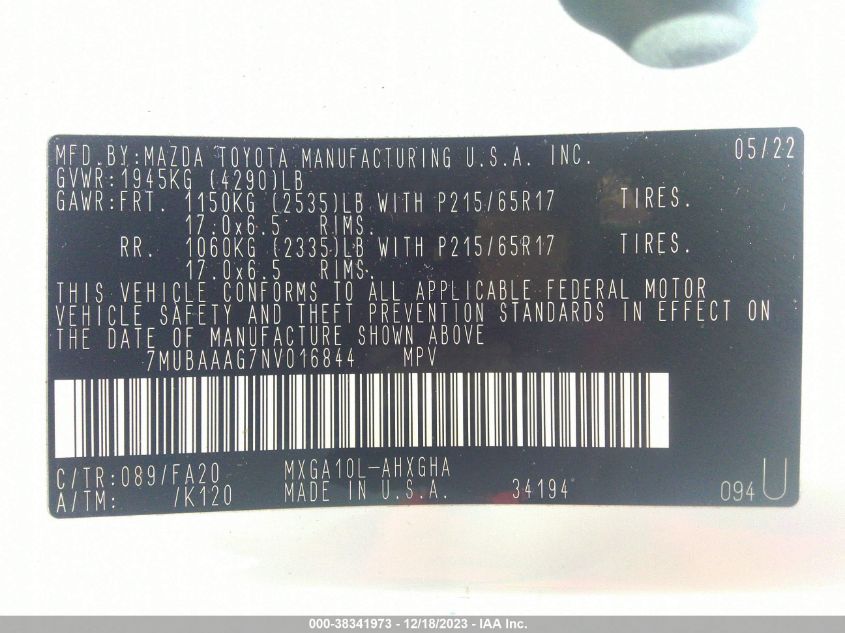 MFD.BY:MAZDA TOYOTA MANUFACTURING U.S.A. INC. 05/22
GVWR:1945KG (4290)LB
GAWR:FRT. 1150KG (2535)LB WITH P215/65R17 TIRES.
17.0x6.5 RIMS.
RR. 1060KG (2335)LB WITH P215/65R17 TIRES.
17.0x6.5 RIMS.
THIS VEHICLE CONFORMS TO ALL APPLICABLE FEDERAL MOTOR
VEHICLE SAFETY AND THEFT PREVENTION STANDARDS IN EFFECT ON
THE DATE OF MANUFACTURE SHOWN ABOVE
7MUBAAAG7NV016844 MPV
C/TR:089/FA20 MXGA10L-AHXGHA
A/TM: /K120 MADE IN U.S.A. 34194 094 U
000-38341973 - 12/18/2023 - IAA Inc.